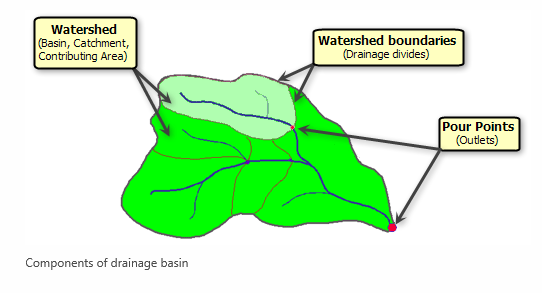 Watershed
(Basin, Catchment,
Contributing Area)
Watershed boundaries
(Drainage divides)
Pour Points
(Outlets)
Components of drainage basin